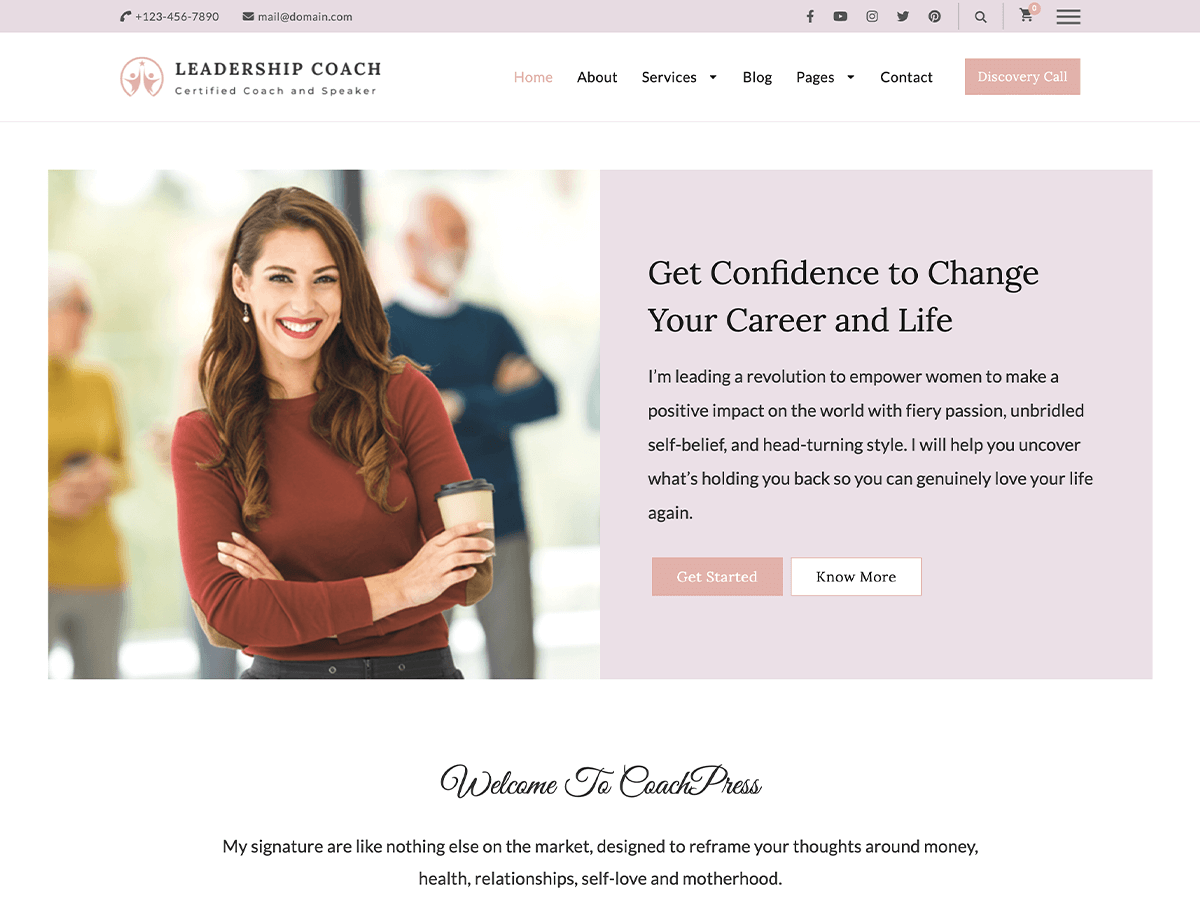 +123-456-7890 mail@domain.com 0
LEADERSHIP COACH
Certified Coach and Speaker
Home About Services Blog Pages Contact Discovery Call
Get Confidence to Change
Your Career and Life
I'm leading a revolution to empower women to make a
positive impact on the world with fiery passion, unbridled
self-belief, and head-turning style. I will help you uncover
what's holding you back so you can genuinely love your life
again.
Get Started Know More
Welcome To CoachPress
My signature are like nothing else on the market, designed to reframe your thoughts around money,
health, relationships, self-love and motherhood.